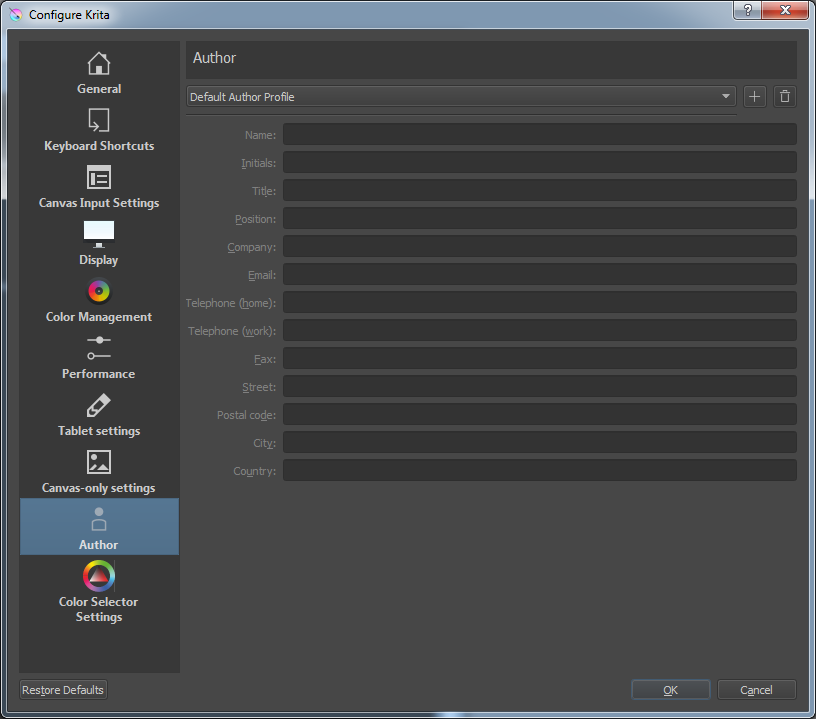 Configure Krita
?
General
Keyboard Shortcuts
Canvas Input Settings
Display
Color Management
Performance
Tablet settings
Canvas-only settings
Author
Color Selector
Settings
Author
Default Author Profile
Name:
Initials:
Title:
Position:
Company:
Email:
Telephone (home):
Telephone (work):
Fax:
Street:
Postal code:
City:
Country:
Restore Defaults
OK
Cancel